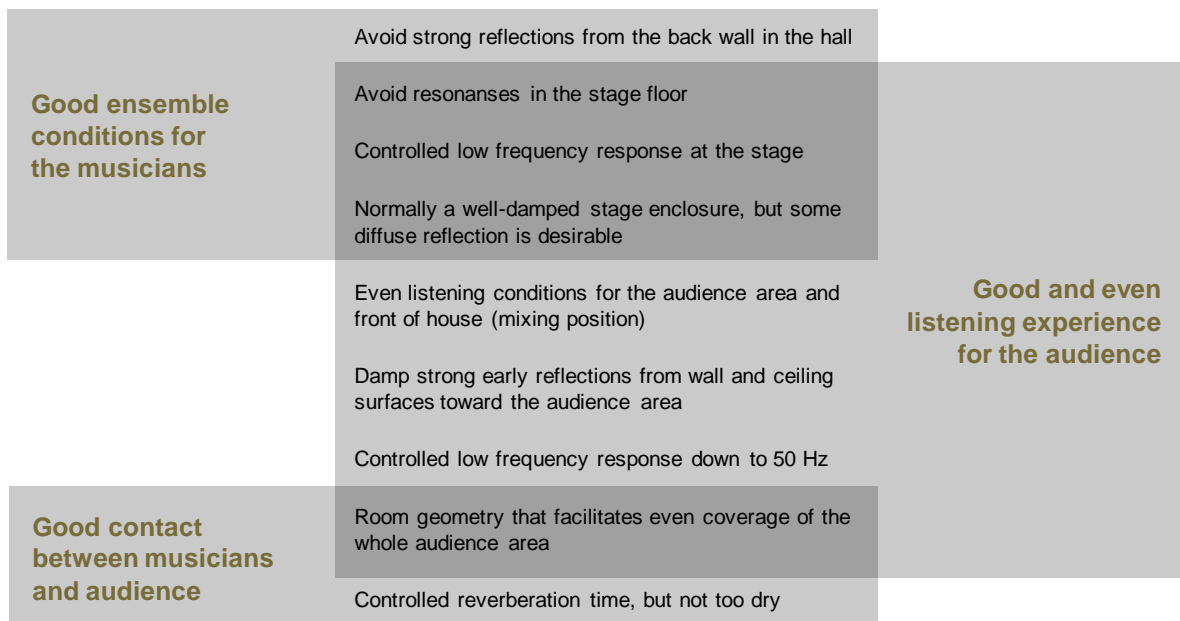 Avoid strong reflections from the back wall in the hall
Good ensemble
conditions for
the musicians
Avoid resonanses in the stage floor
Controlled low frequency response at the stage
Normally a well-damped stage enclosure, but some
diffuse reflection is desirable
Even listening conditions for the audience area and
front of house (mixing position)
Good and even
listening experience
for the audience
Damp strong early reflections from wall and ceiling
surfaces toward the audience area
Controlled low frequency response down to 50 Hz
Good contact
between musicians
and audience
Room geometry that facilitates even coverage of the
whole audience area
Controlled reverberation time, but not too dry